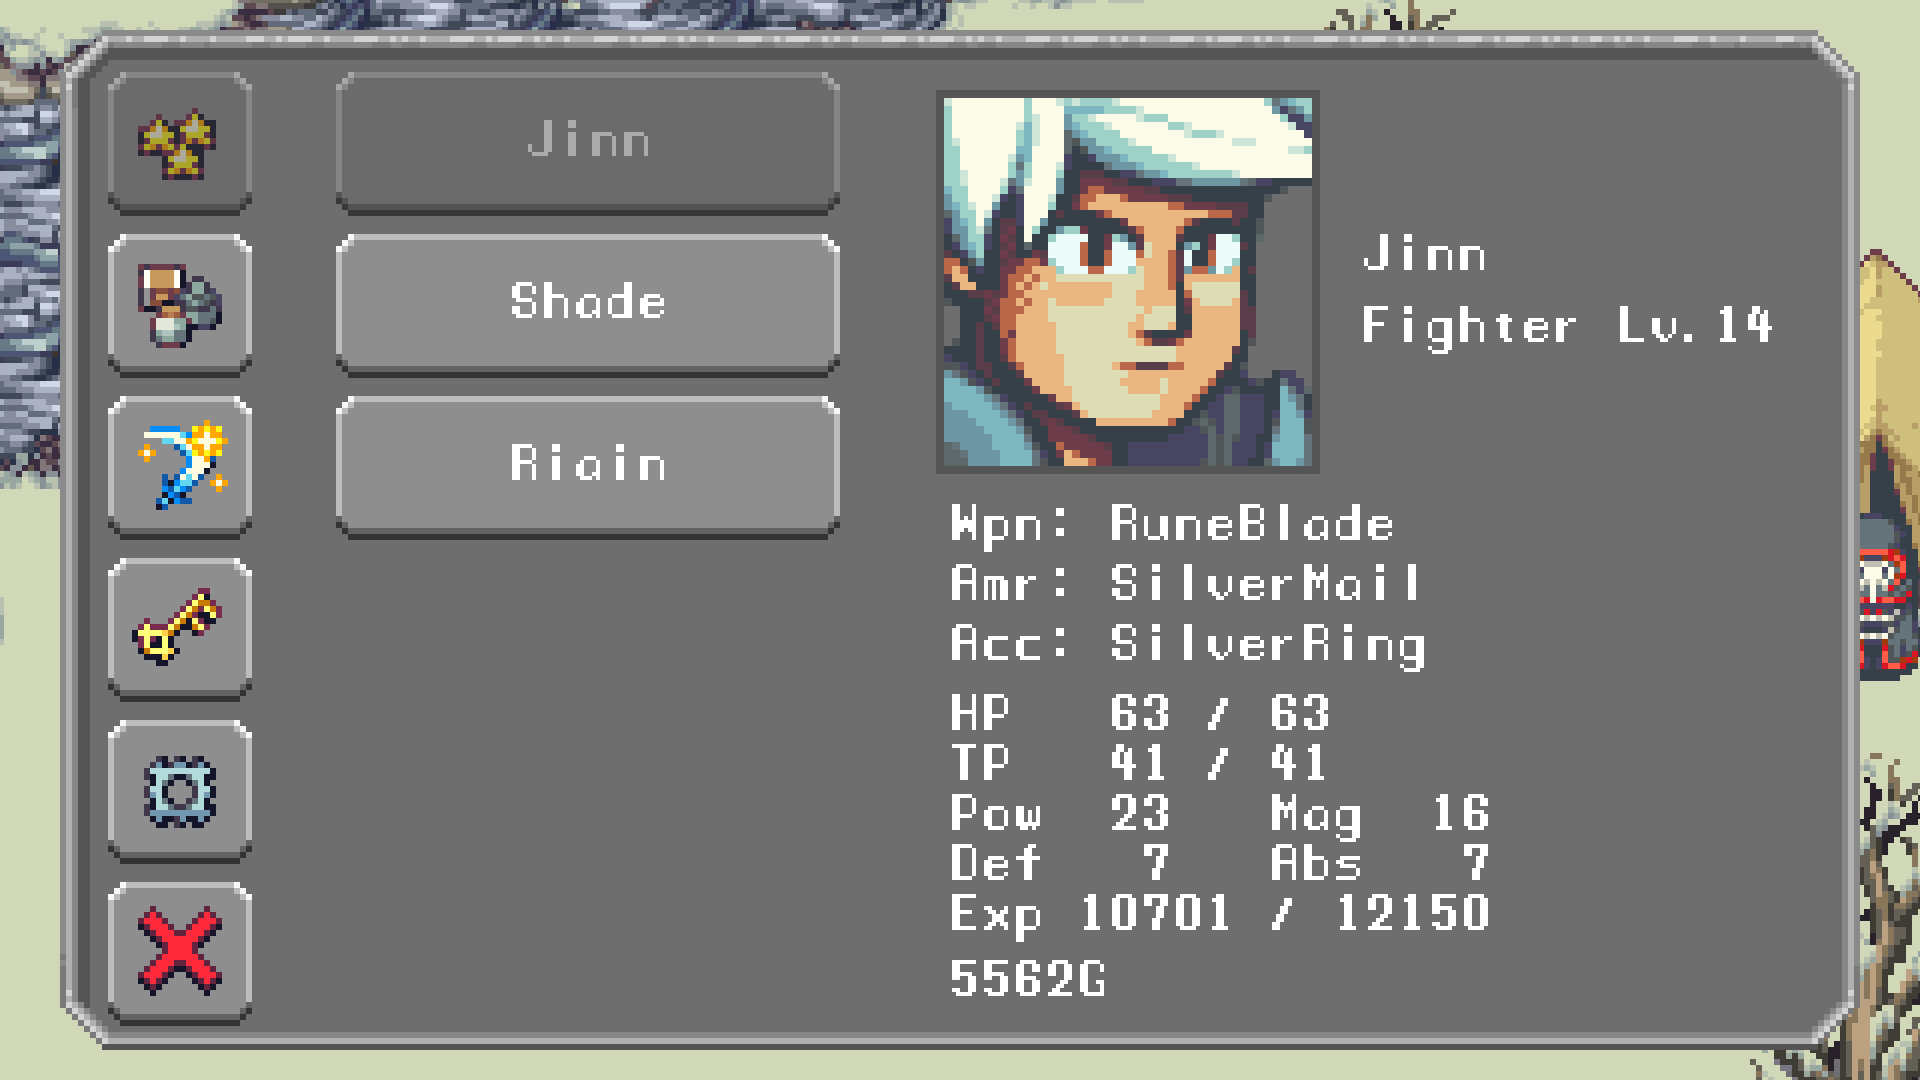 Jinn
Shade
Riain
Jinn
Fighter Lv.14
Wpn: RuneBlade
Amr: SilverMail
Acc: SilverRing
HP 63 / 63
TP 41 / 41
Pow 23 Mag 16
Def 7 Abs 7
Exp 10701 / 12150
5562G